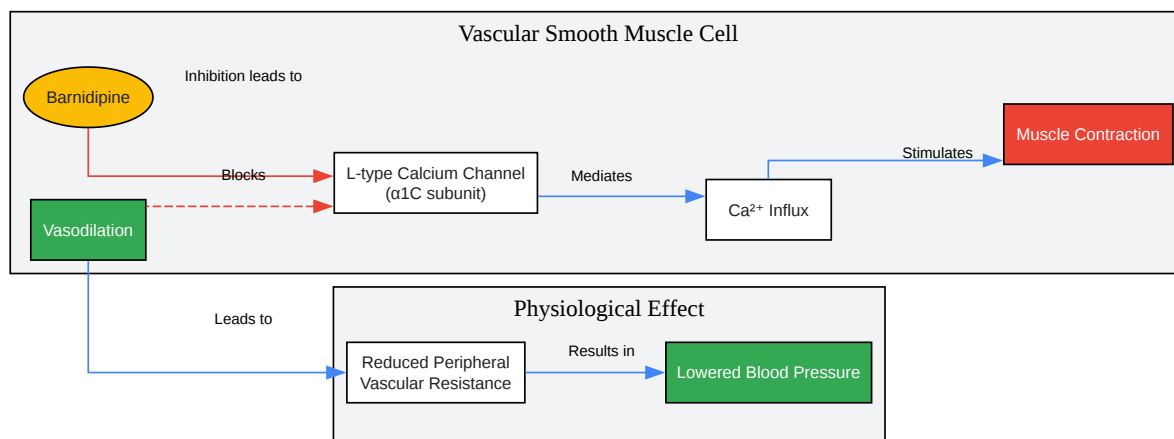 Vascular Smooth Muscle Cell
Inhibition leads to
Barnidipine
Muscle Contraction
Stimulates
Blocks
L-type Calcium Channel
(α1C subunit)
Mediates
Ca²⁺ Influx
Vasodilation
Physiological Effect
Leads to
Reduced Peripheral
Vascular Resistance
Results in
Lowered Blood Pressure